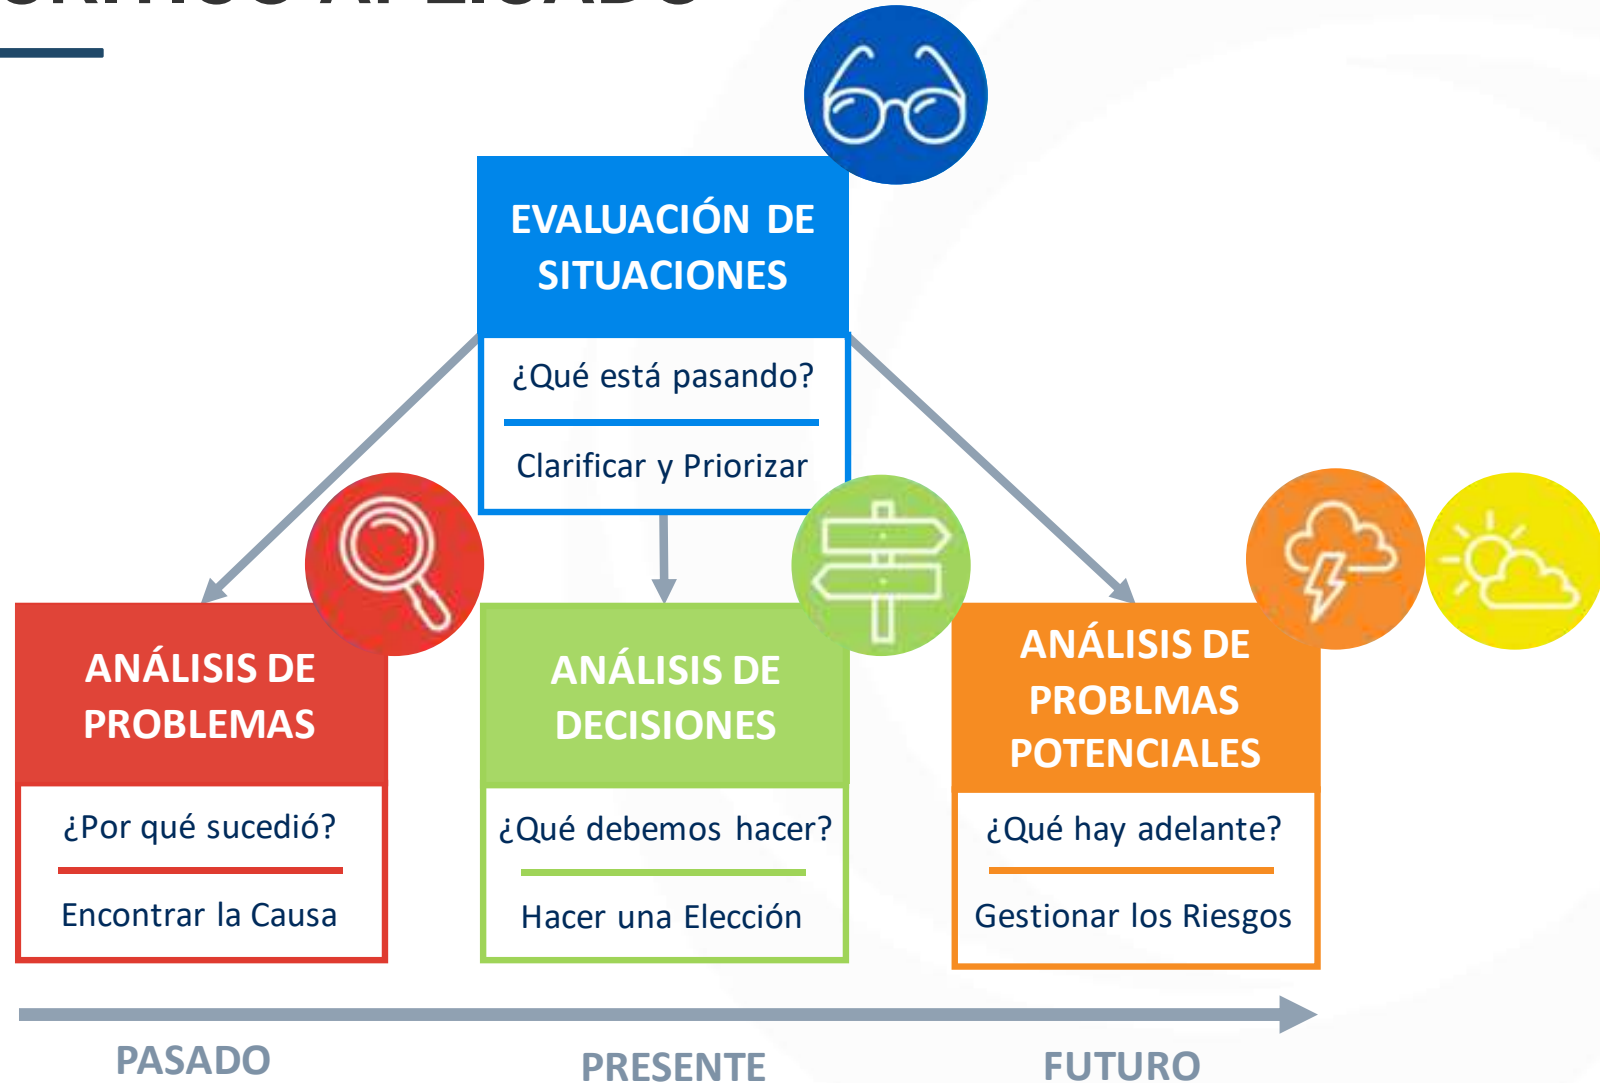 CRÍTICO APLICADO
EVALUACIÓN DE
SITUACIONES
¿Qué está pasando?
Clarificar y Priorizar
ANÁLISIS DE
PROBLEMAS
¿Por qué sucedió?
Encontrar la Causa
ANÁLISIS DE
DECISIONES
¿Qué debemos hacer?
Hacer una Elección
ANÁLISIS DE
PROBLMAS
POTENCIALES
¿Qué hay adelante?
Gestionar los Riesgos
PASADO
PRESENTE
FUTURO